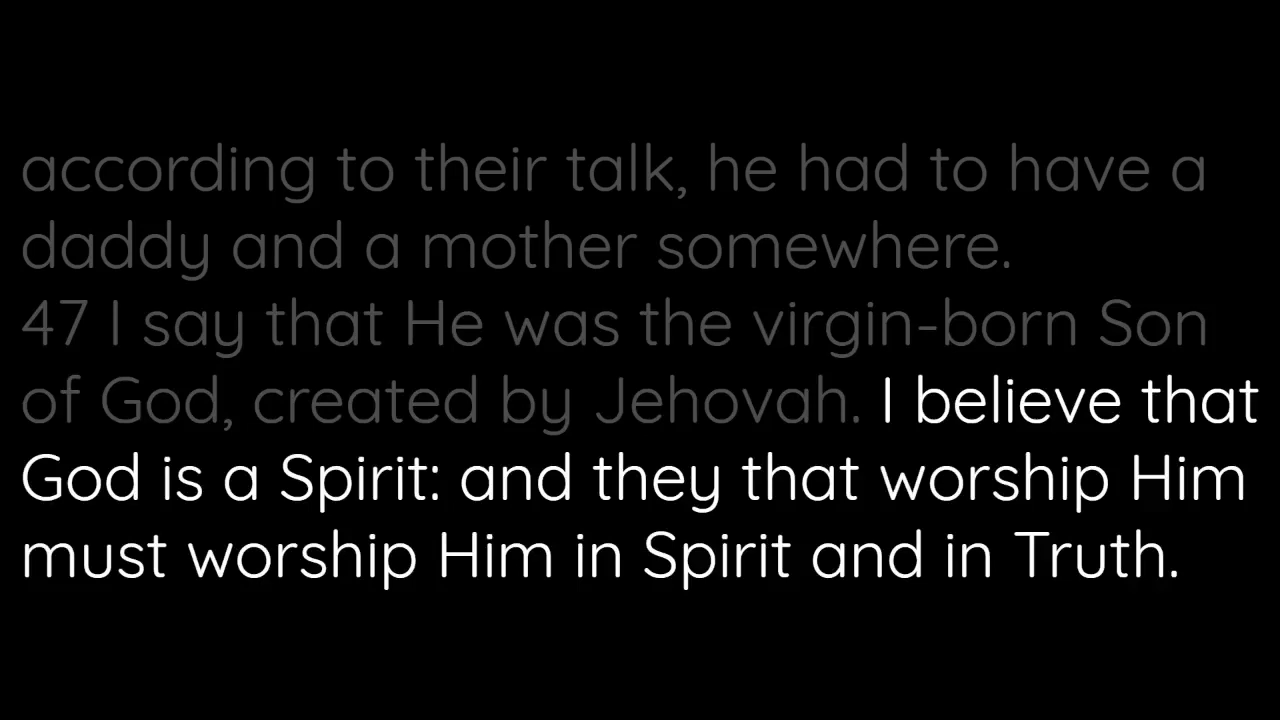 according to their talk, he had to have a
daddy and a mother somewhere.
47 I say that He was the virgin-born Son
of God, created by Jehovah. I believe that
God is a Spirit: and they that worship Him
must worship Him in Spirit and in Truth.